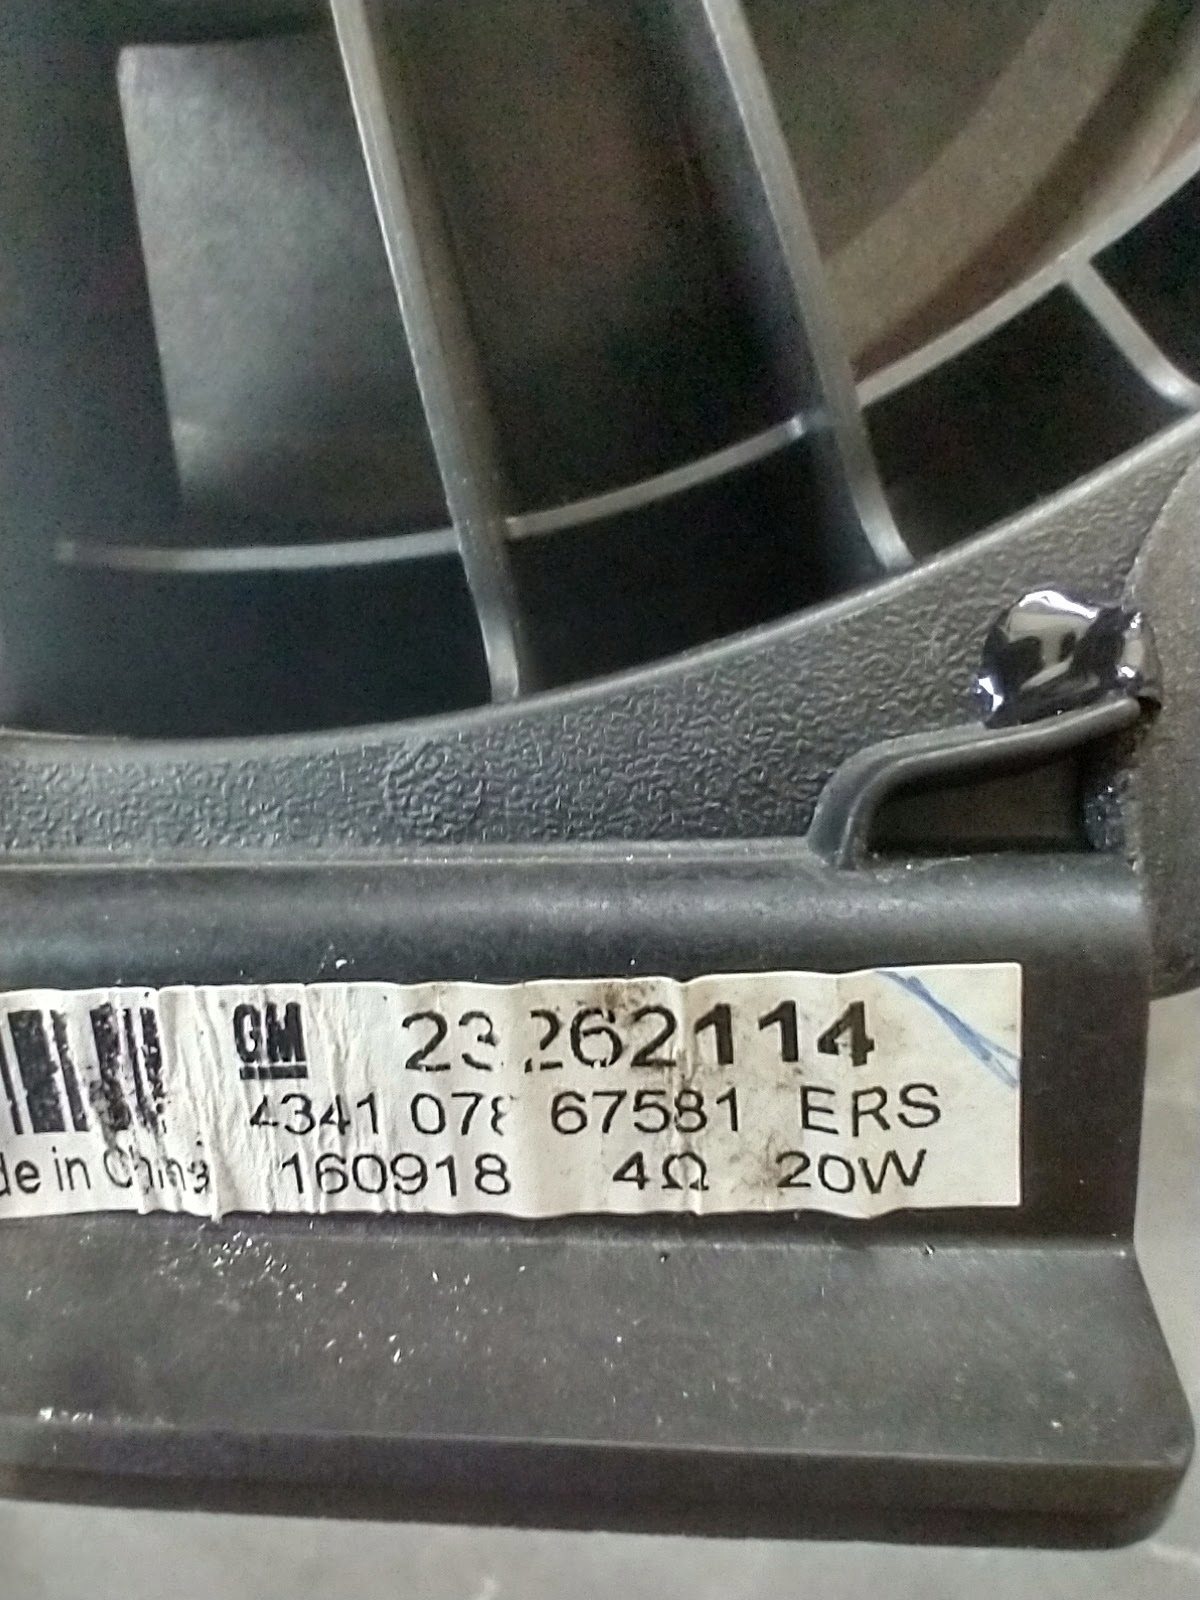 GM 23262114
4341 078 67581 ERS
de in China 160918 4Ω 20W